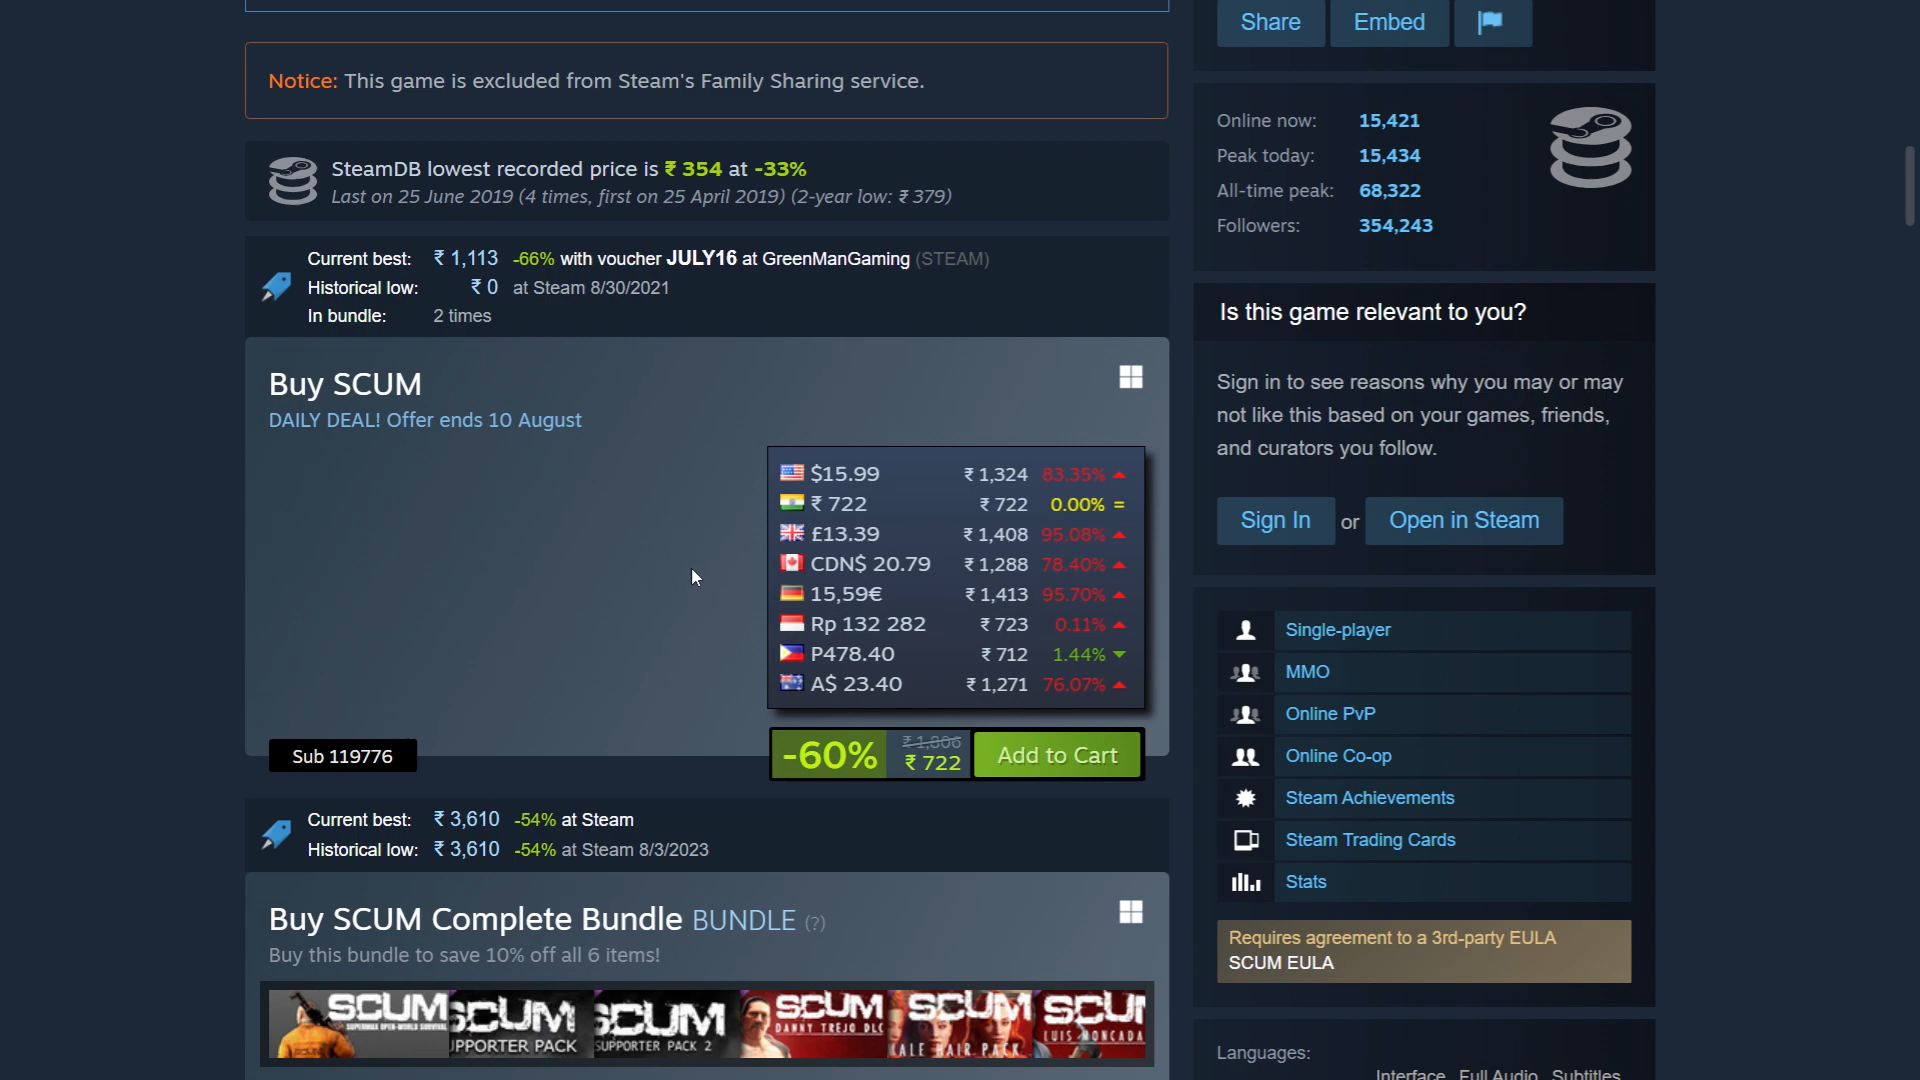 Share Embed
Notice: This game is excluded from Steam's Family Sharing service.
SteamDB lowest recorded price is ₹ 354 at -33%
Last on 25 June 2019 (4 times, first on 25 April 2019) (2-year low: ₹ 379)
Current best: ₹ 1,113 -66% with voucher JULY16 at GreenManGaming (STEAM)
Historical low: ₹ 0 at Steam 8/30/2021
In bundle: 2 times
Buy SCUM
DAILY DEAL! Offer ends 10 August
$15.99 ₹ 1,324 83.35%
₹ 722 ₹ 722 0.00% =
£13.39 ₹ 1,408 95.08%
CDN$ 20.79 ₹ 1,288 78.40%
15,59€ ₹ 1,413 95.70%
Rp 132 282 ₹ 723 0.11%
P478.40 ₹ 712 1.44%
A$ 23.40 ₹ 1,271 76.07%
Sub 119776
-60% ₹ 1,806
₹ 722
Add to Cart
Current best: ₹ 3,610 -54% at Steam
Historical low: ₹ 3,610 -54% at Steam 8/3/2023
Buy SCUM Complete Bundle BUNDLE (?)
Buy this bundle to save 10% off all 6 items!
SCUM
SUPERMAX OPEN-WORLD SURVIVAL
SCUM
UPPORTER PACK
SCUM
SUPPORTER PACK 2
SCUM
DANNY TREJO DLC
SCUM
ALE HAIR PACK
SCU
LUIS MONCADA
Online now: 15,421
Peak today: 15,434
All-time peak: 68,322
Followers: 354,243
Is this game relevant to you?
Sign in to see reasons why you may or may
not like this based on your games, friends,
and curators you follow.
Sign In or Open in Steam
Single-player
MMO
Online PvP
Online Co-op
Steam Achievements
Steam Trading Cards
Stats
Requires agreement to a 3rd-party EULA
SCUM EULA
Languages:
Interface Full Audio Subtitles